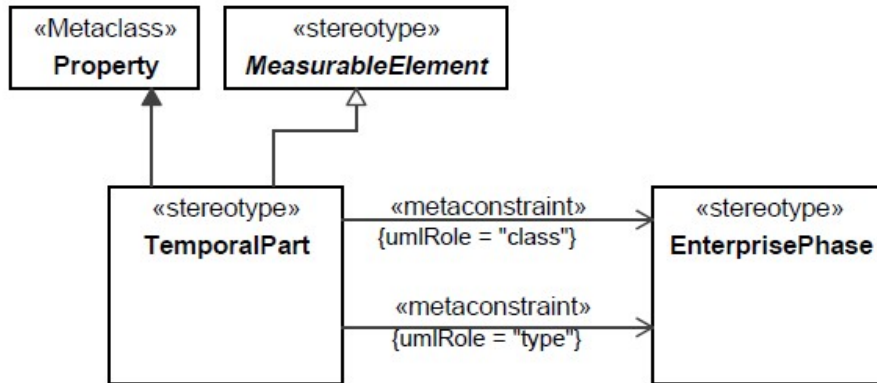 «Metaclass»
Property
«stereotype»
MeasurableElement
«stereotype»
TemporalPart
«metaconstraint»
{umlRole = "class"}
«metaconstraint»
{umlRole = "type"}
«stereotype»
EnterprisePhase